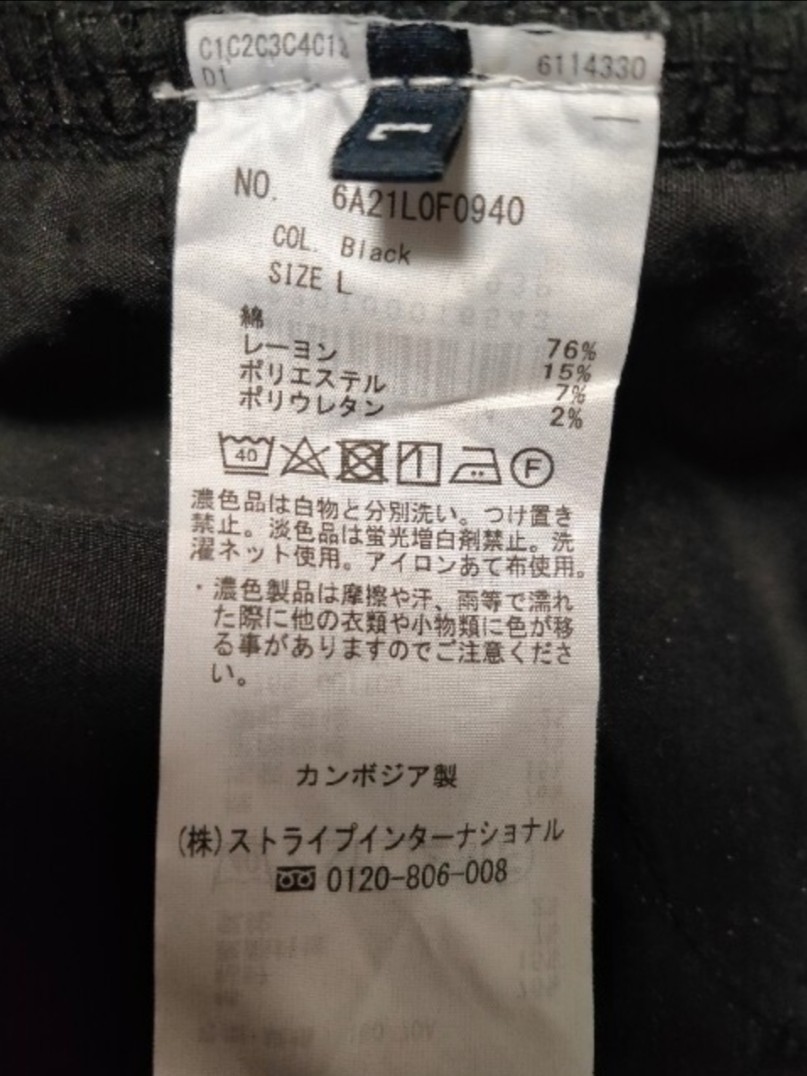 C1C2C3C4C12
D1
6114330
L
NO. 6A21L0F0940
COL. Black
SIZE L
綿 76%
レーヨン 15%
ポリエステル 7%
ポリウレタン 2%
40 F
濃色品は白物と分別洗い。つけ置き
禁止。淡色品は蛍光増白剤禁止。洗
濯ネット使用。アイロンあて布使用。
・濃色製品は摩擦や汗、雨等で濡れ
た際に他の衣類や小物類に色が移
る事がありますのでご注意くださ
い。
カンボジア製
(株)ストライプインターナショナル
0120-806-008